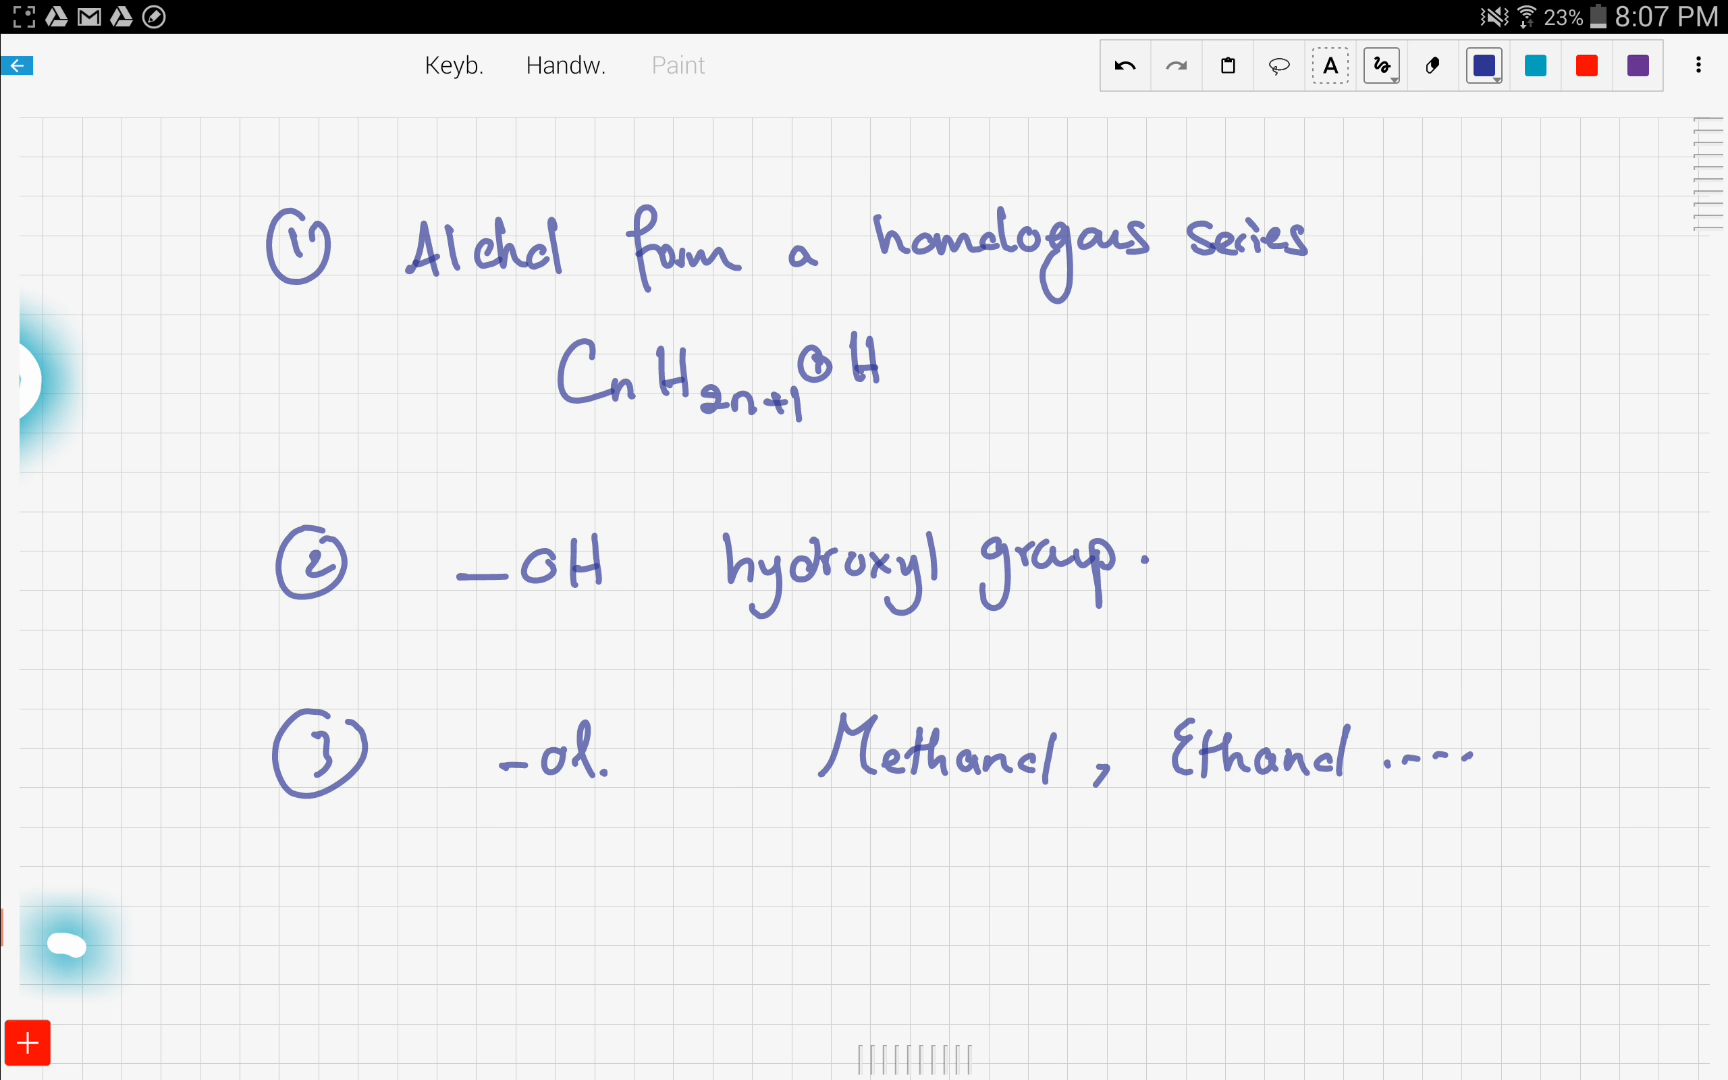 23% 8:07 PM
Keyb. Handw. Paint A
① Alcohol form a homologous series
CnH2n+1OH
② –OH hydroxyl group.
③ –ol. Methanol, Ethanol .----